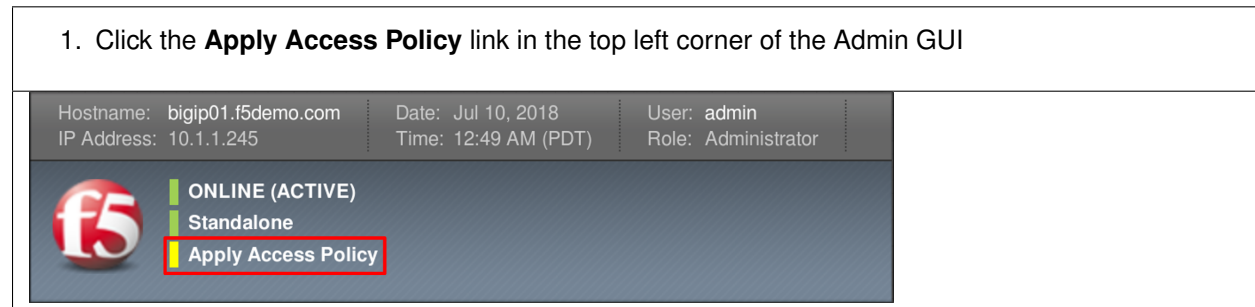 1. Click the Apply Access Policy link in the top left corner of the Admin GUI
Hostname: bigip01.f5demo.com Date: Jul 10, 2018 User: admin
IP Address: 10.1.1.245 Time: 12:49 AM (PDT) Role: Administrator
f5
ONLINE (ACTIVE)
Standalone
Apply Access Policy